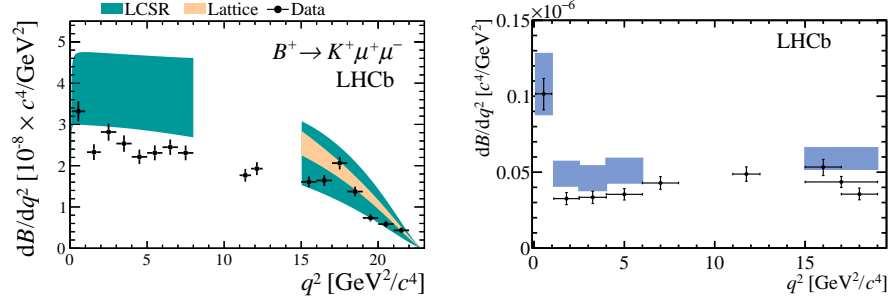 LCSR Lattice Data
B⁺→ K⁺μ⁺μ⁻
LHCb
dB/dq² [10⁻⁸ × c⁴/GeV²]
5
4
3
2
1
0
0 5 10 15 20
q² [GeV²/c⁴]
×10⁻⁶
LHCb
dB/dq² [c⁴/GeV²]
0.15
0.1
0.05
0
0 5 10 15
q² [GeV²/c⁴]